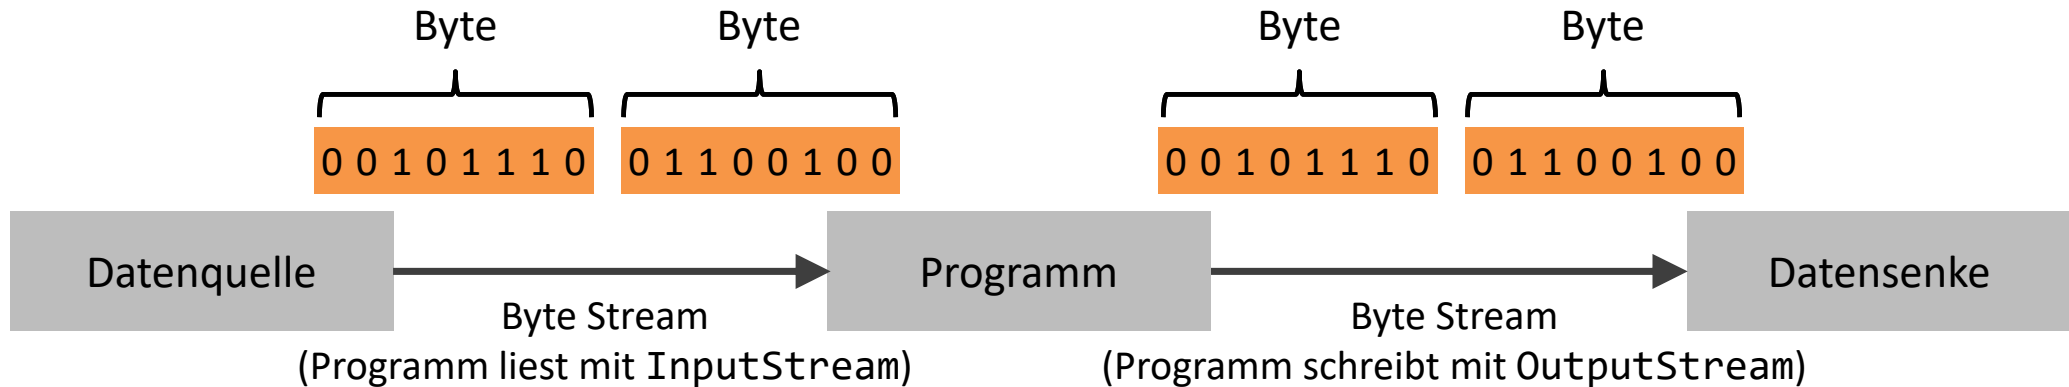 Byte Byte Byte Byte
0 0 1 0 1 1 1 0 0 1 1 0 0 1 0 0 0 0 1 0 1 1 1 0 0 1 1 0 0 1 0 0
Datenquelle Programm Datensenke
Byte Stream Byte Stream
(Programm liest mit InputStream) (Programm schreibt mit OutputStream)